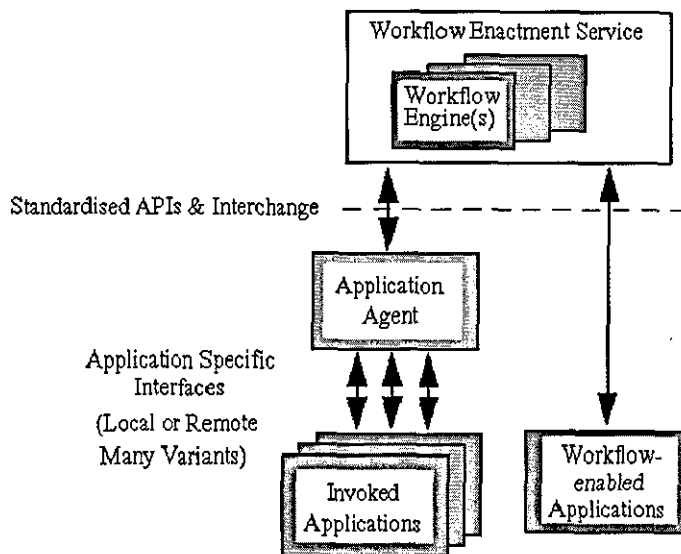 Workflow Enactment Service
Workflow
Engine(s)
Standardised APIs & Interchange
Application
Agent
Application Specific
Interfaces
(Local or Remote
Many Variants)
Invoked
Applications
Workflow-
enabled
Applications